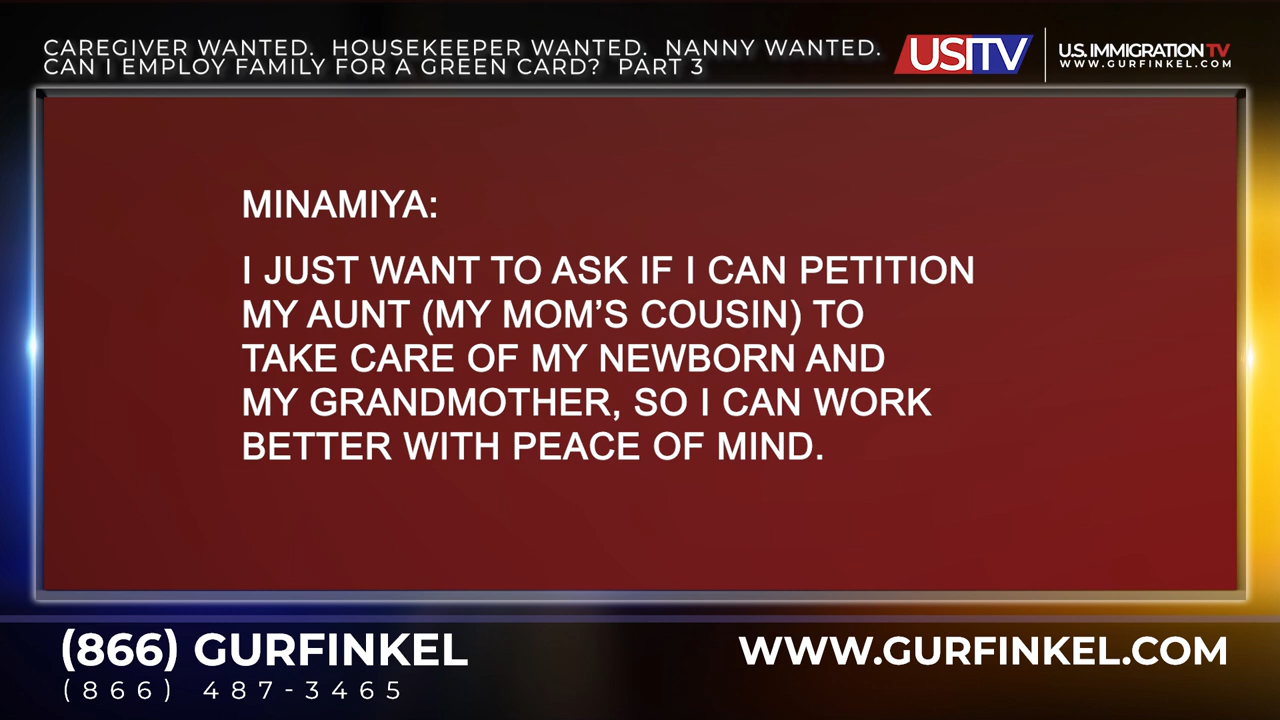 CAREGIVER WANTED. HOUSEKEEPER WANTED. NANNY WANTED.
CAN I EMPLOY FAMILY FOR A GREEN CARD? PART 3
USITV
U.S. IMMIGRATION TV
WWW.GURFINKEL.COM
MINAMIYA:
I JUST WANT TO ASK IF I CAN PETITION
MY AUNT (MY MOM'S COUSIN) TO
TAKE CARE OF MY NEWBORN AND
MY GRANDMOTHER, SO I CAN WORK
BETTER WITH PEACE OF MIND.
(866) GURFINKEL
(866) 487-3465
WWW.GURFINKEL.COM